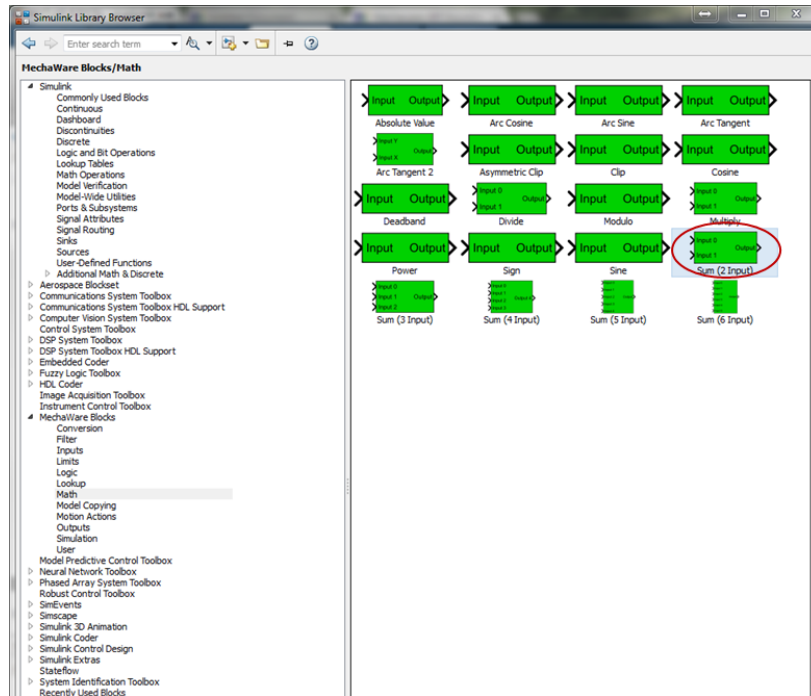 Simulink Library Browser
Enter search term
MechaWare Blocks/Math
Simulink
Commonly Used Blocks
Continuous
Dashboard
Discontinuities
Discrete
Logic and Bit Operations
Lookup Tables
Math Operations
Model Verification
Model-Wide Utilities
Ports & Subsystems
Signal Attributes
Signal Routing
Sinks
Sources
User-Defined Functions
Additional Math & Discrete
Aerospace Blockset
Communications System Toolbox
Communications System Toolbox HDL Support
Computer Vision System Toolbox
Control System Toolbox
DSP System Toolbox
DSP System Toolbox HDL Support
Embedded Coder
Fuzzy Logic Toolbox
HDL Coder
Image Acquisition Toolbox
Instrument Control Toolbox
MechaWare Blocks
Conversion
Filter
Inputs
Limits
Logic
Lookup
Math
Model Copying
Motion Actions
Outputs
Simulation
User
Model Predictive Control Toolbox
Neural Network Toolbox
Phased Array System Toolbox
Robust Control Toolbox
SimEvents
Simscape
Simulink 3D Animation
Simulink Coder
Simulink Control Design
Simulink Extras
Stateflow
System Identification Toolbox
Recently Used Blocks
Input Output Input Output Input Output Input Output
Absolute Value Arc Cosine Arc Sine Arc Tangent
Input Y
Output Input Output Input Output Input Output
Input X
Arc Tangent 2 Asymmetric Clip Clip Cosine
Input 0 Input 0
Input Output Output Input Output Output
Input 1 Input 1
Deadband Divide Modulo Multiply
Input 0
Input Output Input Output Input Output Output
Input 1
Power Sign Sine Sum (2 Input)
Input 0
Input 1 Output
Input 2
Sum (3 Input) Sum (4 Input) Sum (5 Input) Sum (6 Input)